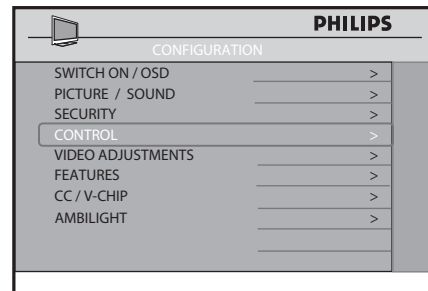 PHILIPS
CONFIGURATION
SWITCH ON / OSD >
PICTURE / SOUND >
SECURITY >
CONTROL >
VIDEO ADJUSTMENTS >
FEATURES >
CC / V-CHIP >
AMBILIGHT >